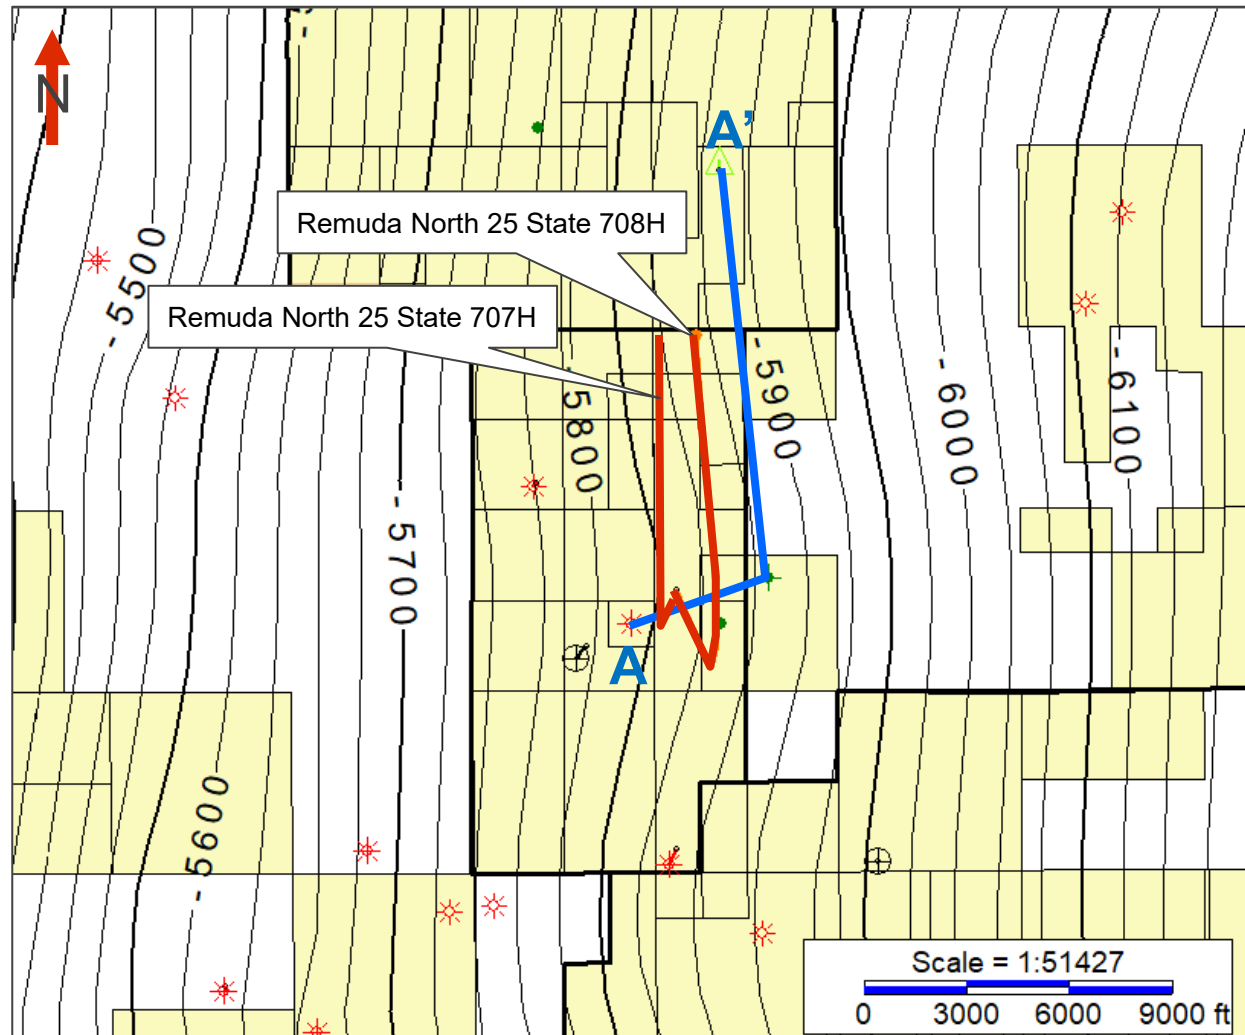 N
A’
Remuda North 25 State 708H
-5500
Remuda North 25 State 707H
-5900
-5800
-6000
-6100
-5700
A
-5600
Scale = 1:51427
0 3000 6000 9000 ft